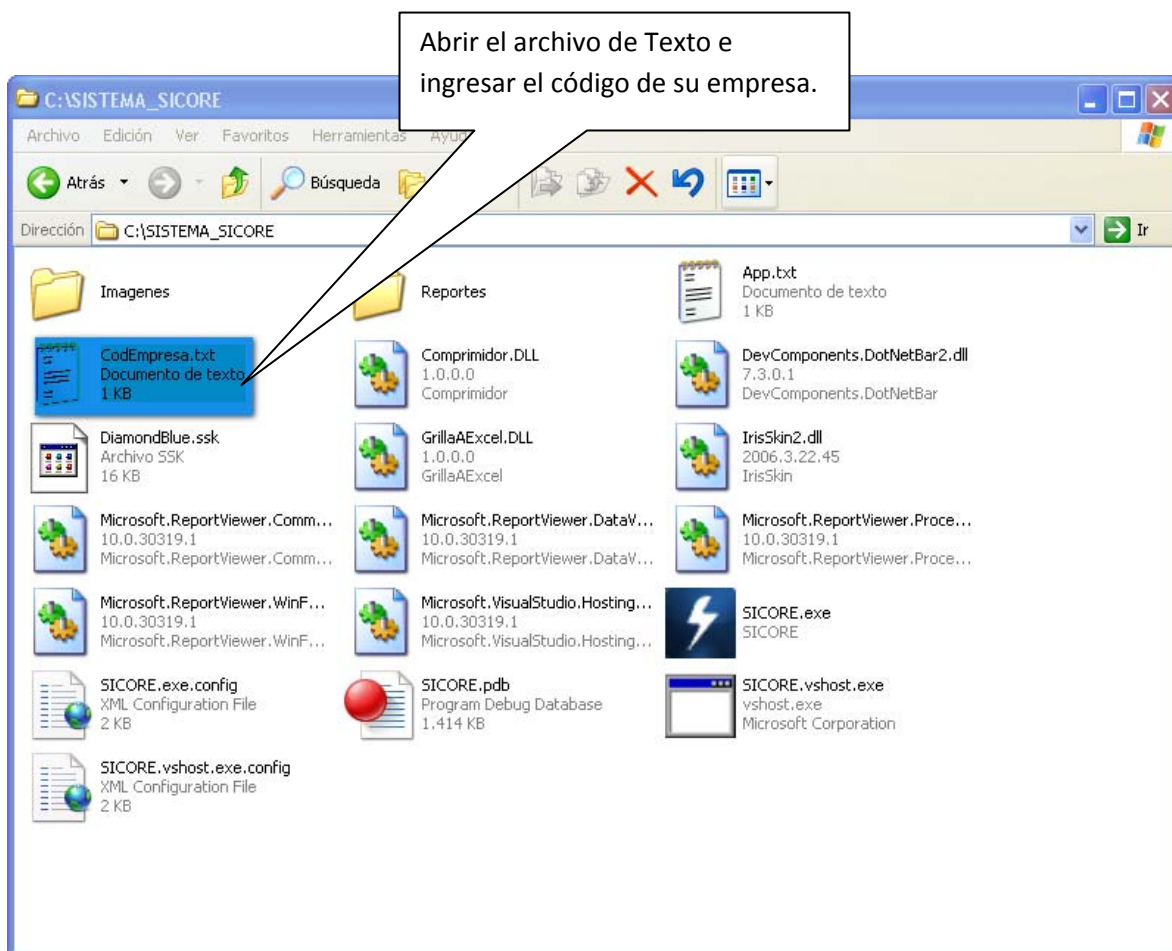 Abrir el archivo de Texto e
ingresar el código de su empresa.
C:\SISTEMA_SICORE
Archivo Edición Ver Favoritos Herramientas
Atrás Búsqueda
Dirección C:\SISTEMA_SICORE Ir
Imagenes
Reportes
App.txt
Documento de texto
1 KB
CodEmpresa.txt
Documento de texto
1 KB
Comprimidor.DLL
1.0.0.0
Comprimidor
DevComponents.DotNetBar2.dll
7.3.0.1
DevComponents.DotNetBar
DiamondBlue.ssk
Archivo SSK
16 KB
GrillaAExcel.DLL
1.0.0.0
GrillaAExcel
IrisSkin2.dll
2006.3.22.45
IrisSkin
Microsoft.ReportViewer.Comm...
10.0.30319.1
Microsoft.ReportViewer.Comm...
Microsoft.ReportViewer.DataV...
10.0.30319.1
Microsoft.ReportViewer.DataV...
Microsoft.ReportViewer.Proce...
10.0.30319.1
Microsoft.ReportViewer.Proce...
Microsoft.ReportViewer.WinF...
10.0.30319.1
Microsoft.ReportViewer.WinF...
Microsoft.VisualStudio.Hosting...
10.0.30319.1
Microsoft.VisualStudio.Hosting...
SICORE.exe
SICORE
SICORE.exe.config
XML Configuration File
2 KB
SICORE.pdb
Program Debug Database
1.414 KB
SICORE.vshost.exe
vshost.exe
Microsoft Corporation
SICORE.vshost.exe.config
XML Configuration File
2 KB